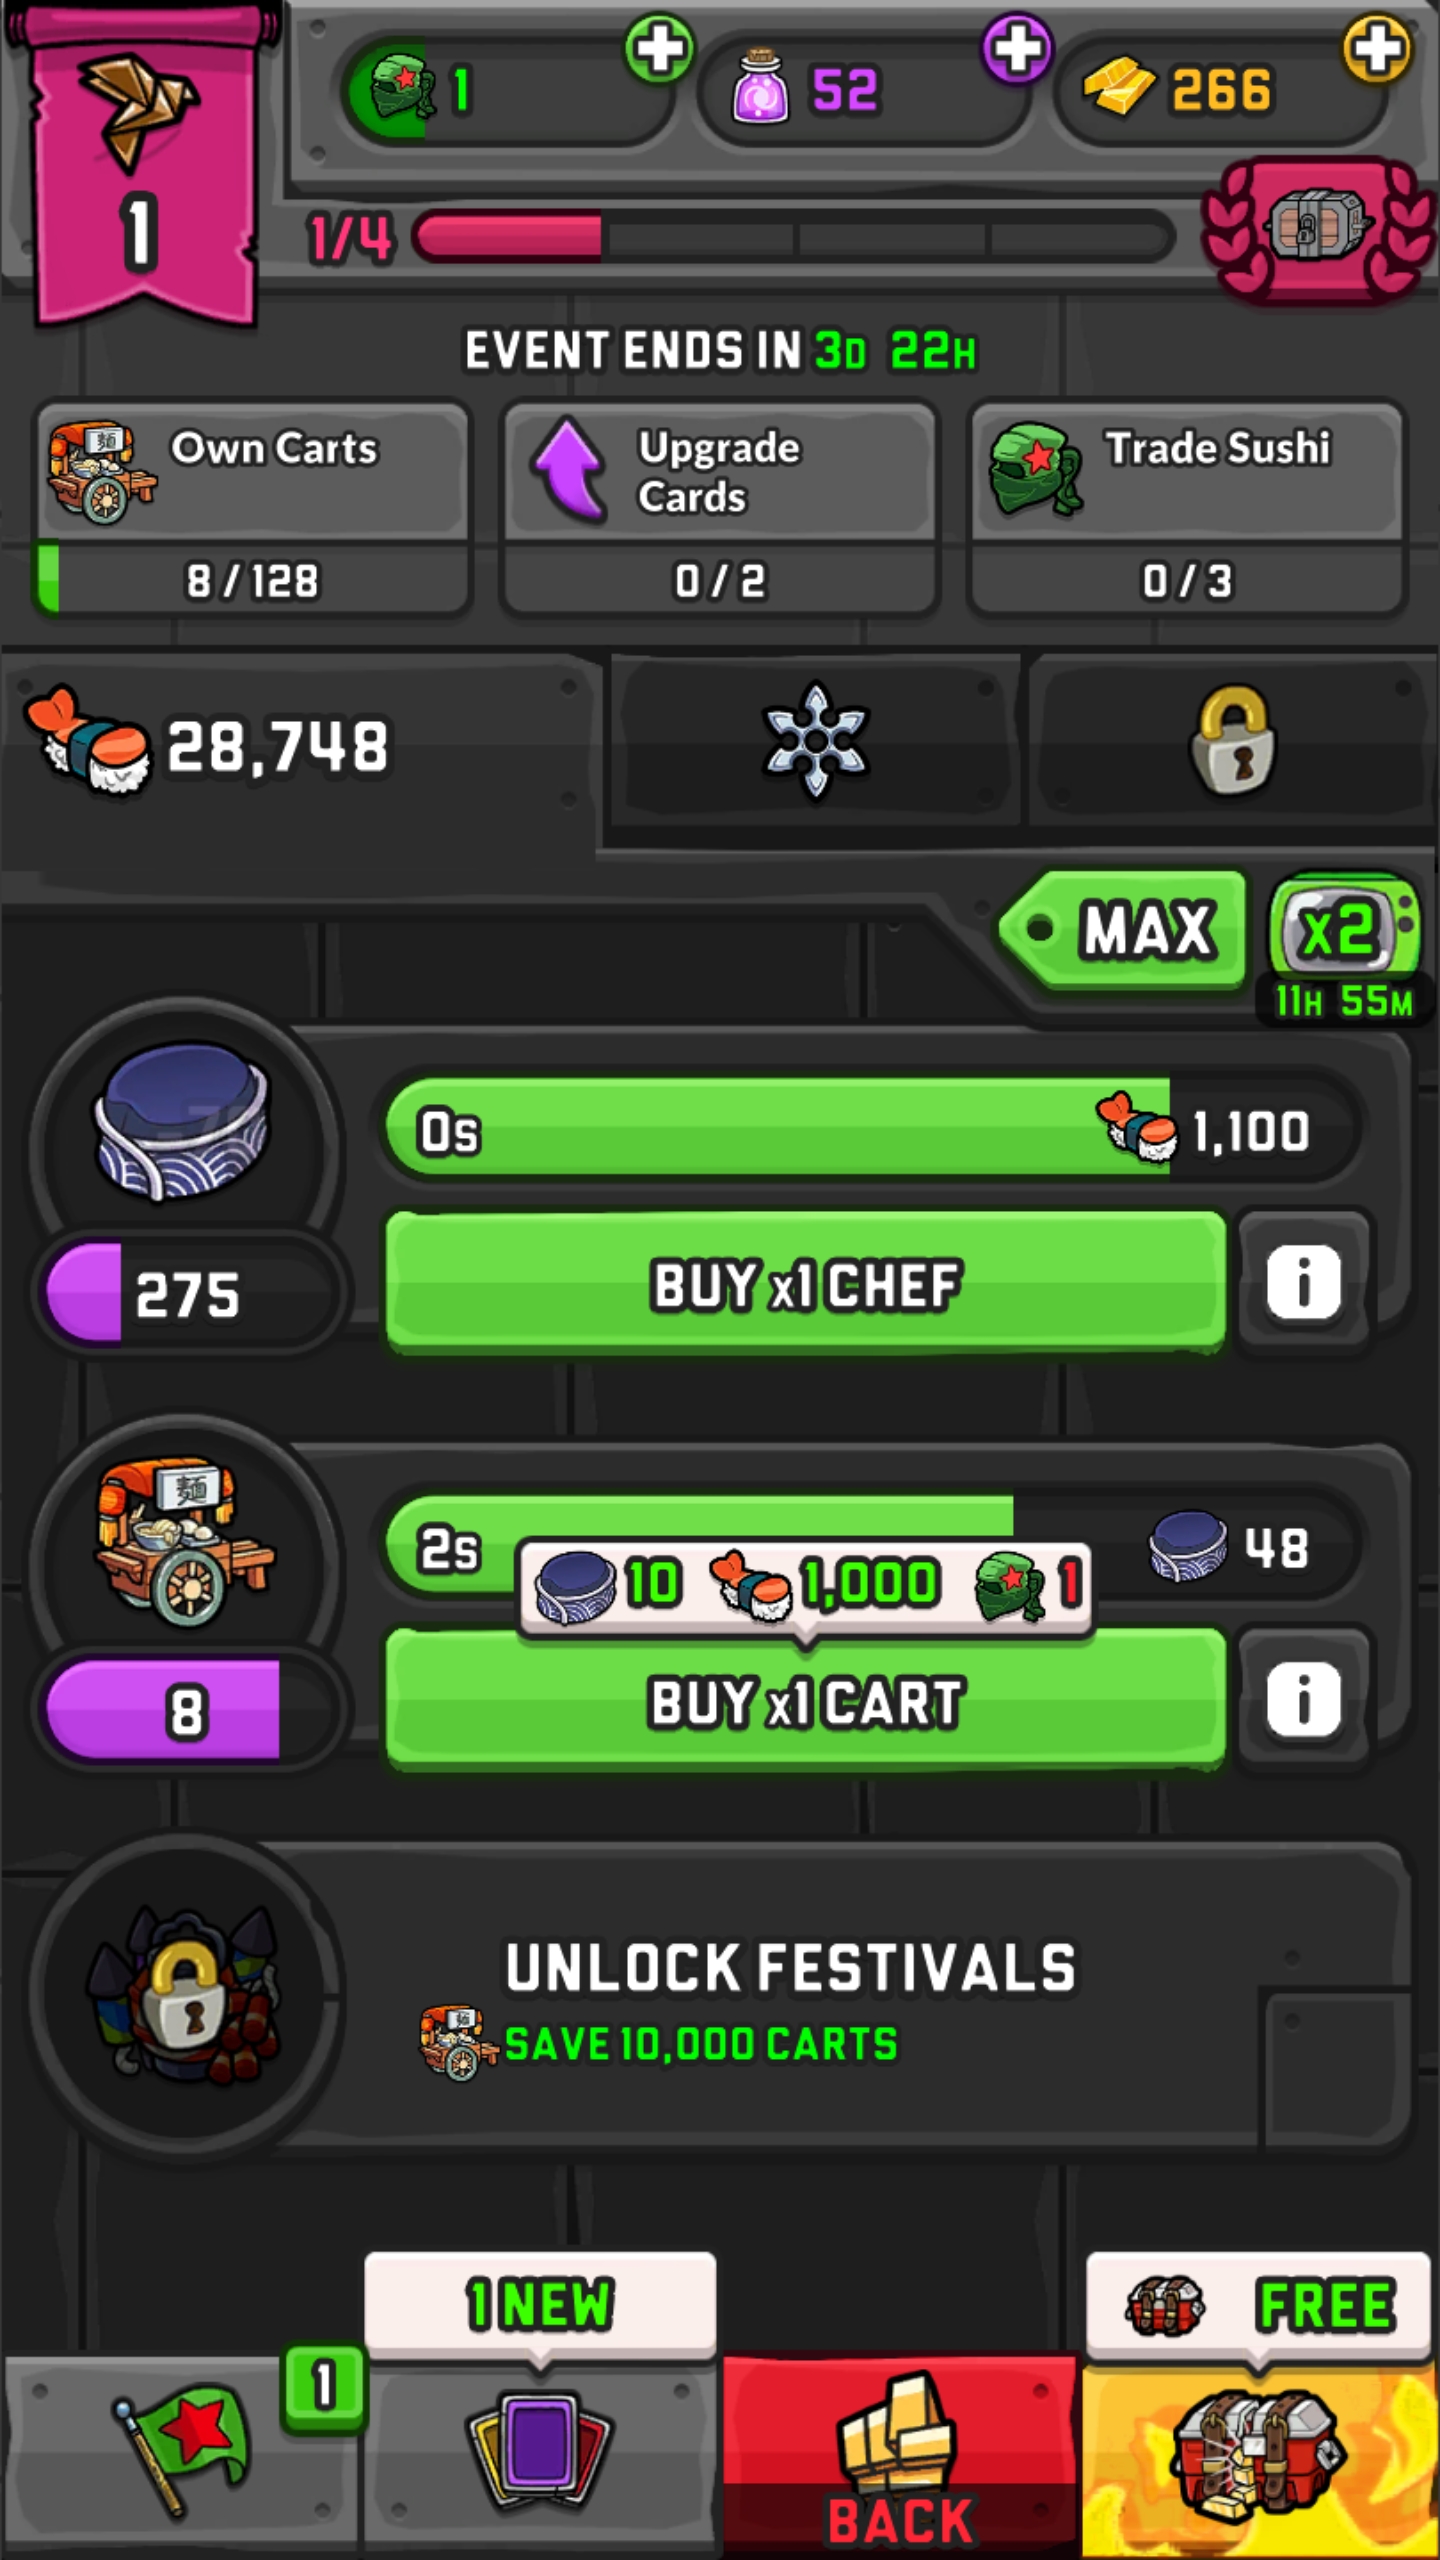 1
52
266
1
1/4
EVENT ENDS IN 3D 22H
Own Carts
8 / 128
Upgrade
Cards
0 / 2
Trade Sushi
0 / 3
28,748
MAX
x2
11H 55M
0s
1,100
275
BUY x1 CHEF
i
麺
2s
48
10
1,000
1
8
BUY x1 CART
i
UNLOCK FESTIVALS
SAVE 10,000 CARTS
1 NEW
FREE
1
BACK